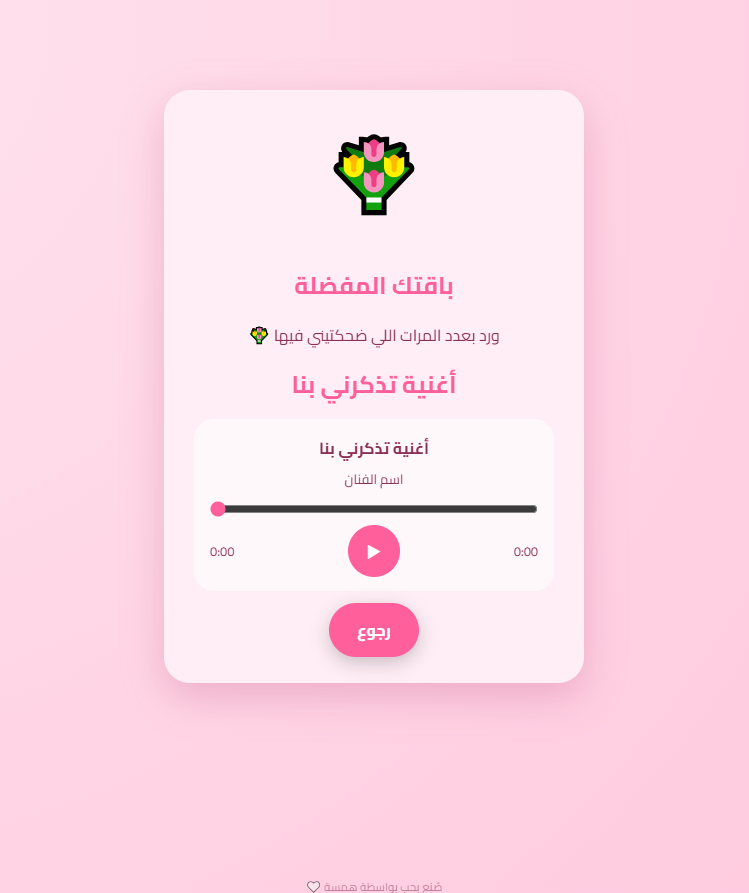 باقتك المفضلة
ورد بعدد المرات اللي ضحكتيني فيها 💐
أغنية تذكرني بنا
أغنية تذكرني بنا
اسم الفنان
0:00 0:00
رجوع
صُنع بحب بواسطة همسة ♡